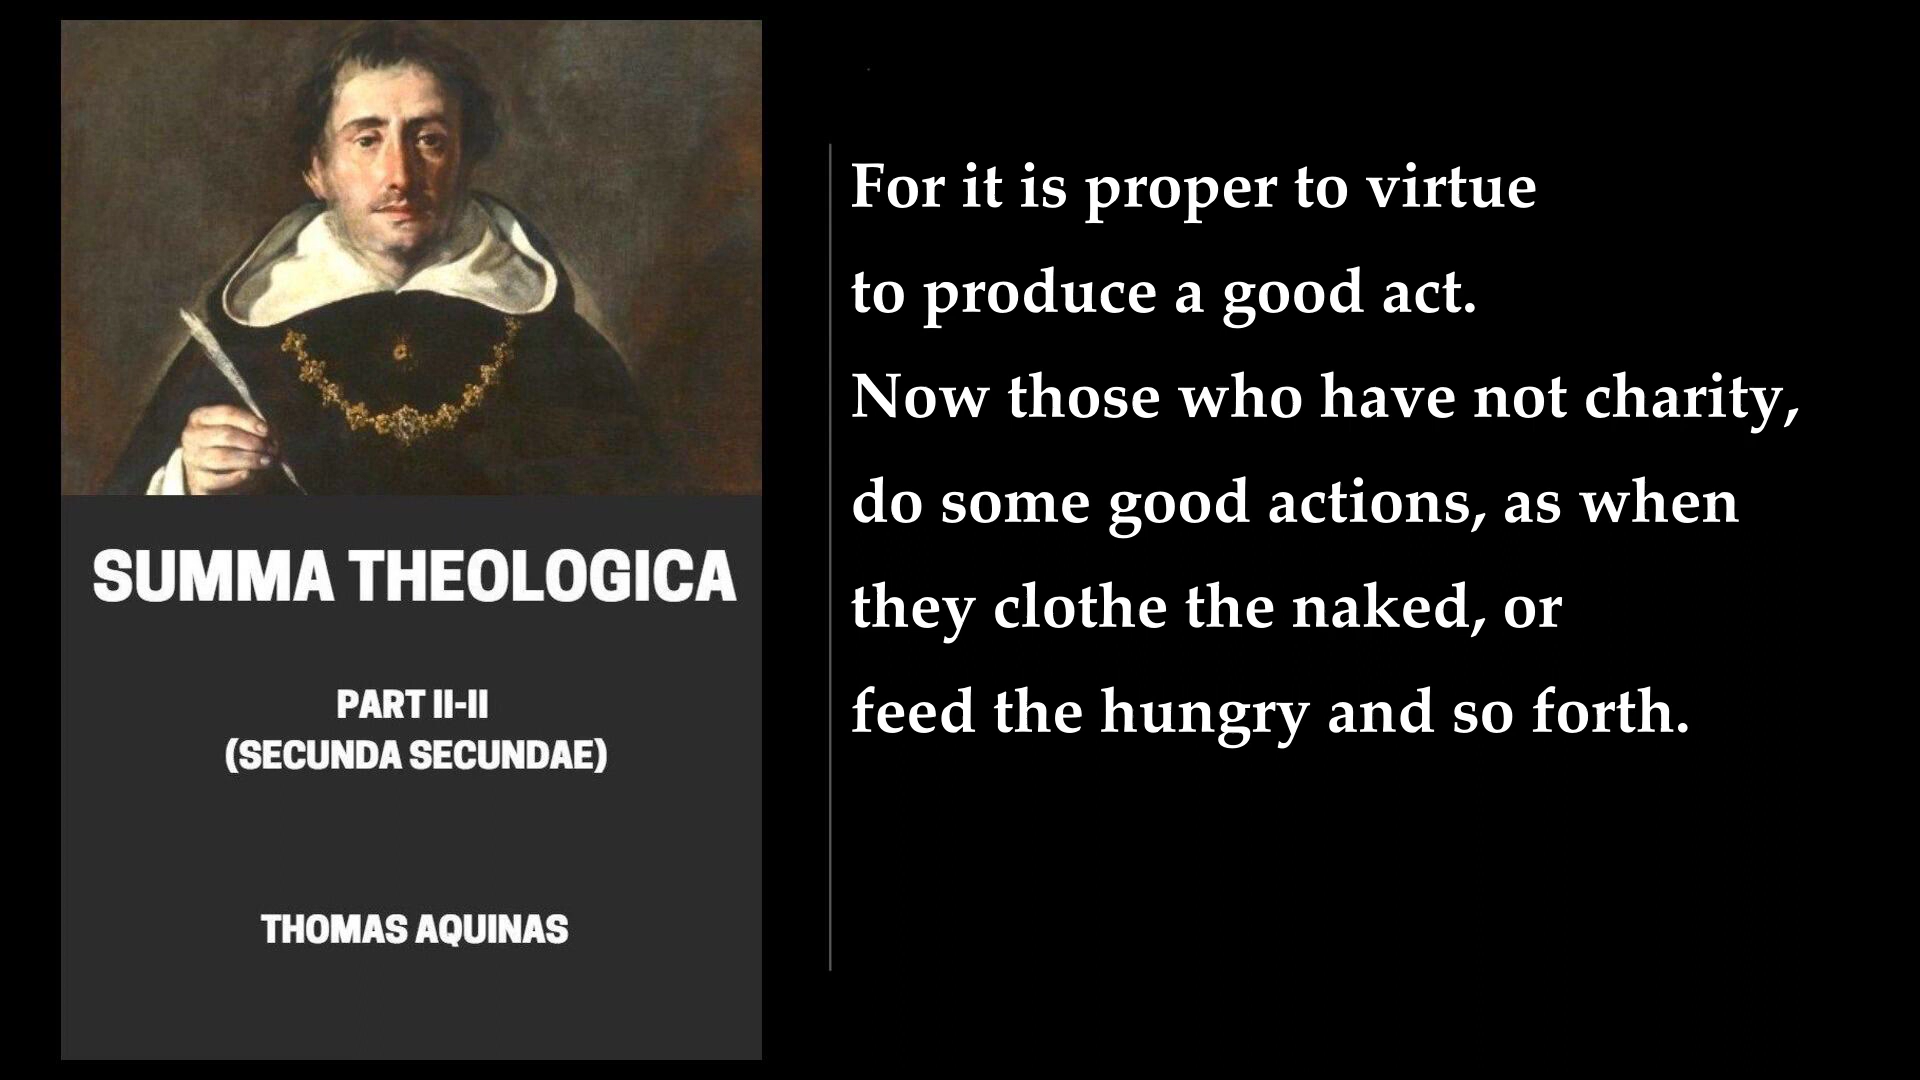 SUMMA THEOLOGICA
PART II-II
(SECUNDA SECUNDAE)
THOMAS AQUINAS
For it is proper to virtue
to produce a good act.
Now those who have not charity,
do some good actions, as when
they clothe the naked, or
feed the hungry and so forth.